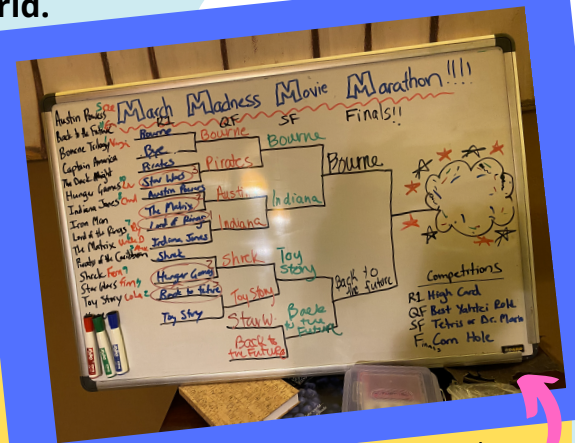 rld.
March Madness Movie Marathon!!!!
R1 QF SF Finals!!
Austin Powers
Back to the Future
Bourne Trilogy
Captain America
The Dark Knight
Hunger Games
Indiana Jones
Iron Man
Lord of the Rings
The Matrix
Pirates of the Caribbean
Shrek
Star Wars
Toy Story
Bourne
Bye
Pirates
Star Wars
Austin Powers
The Matrix
Lord of Rings
Indiana Jones
Shrek
Hunger Games
Back to future
Toy Story
Bourne
Pirates
Austi.
Indiana
Shrek
Toy Story
Star W.
Back to
the Future
Bourne
Indiana
Toy
Story
Back
to the
Future
Bourne
Back to
the future
Competitions
R1 High Card
QF Best Yahtzi Roll
SF Tetris or Dr. Mario
Finals Corn Hole